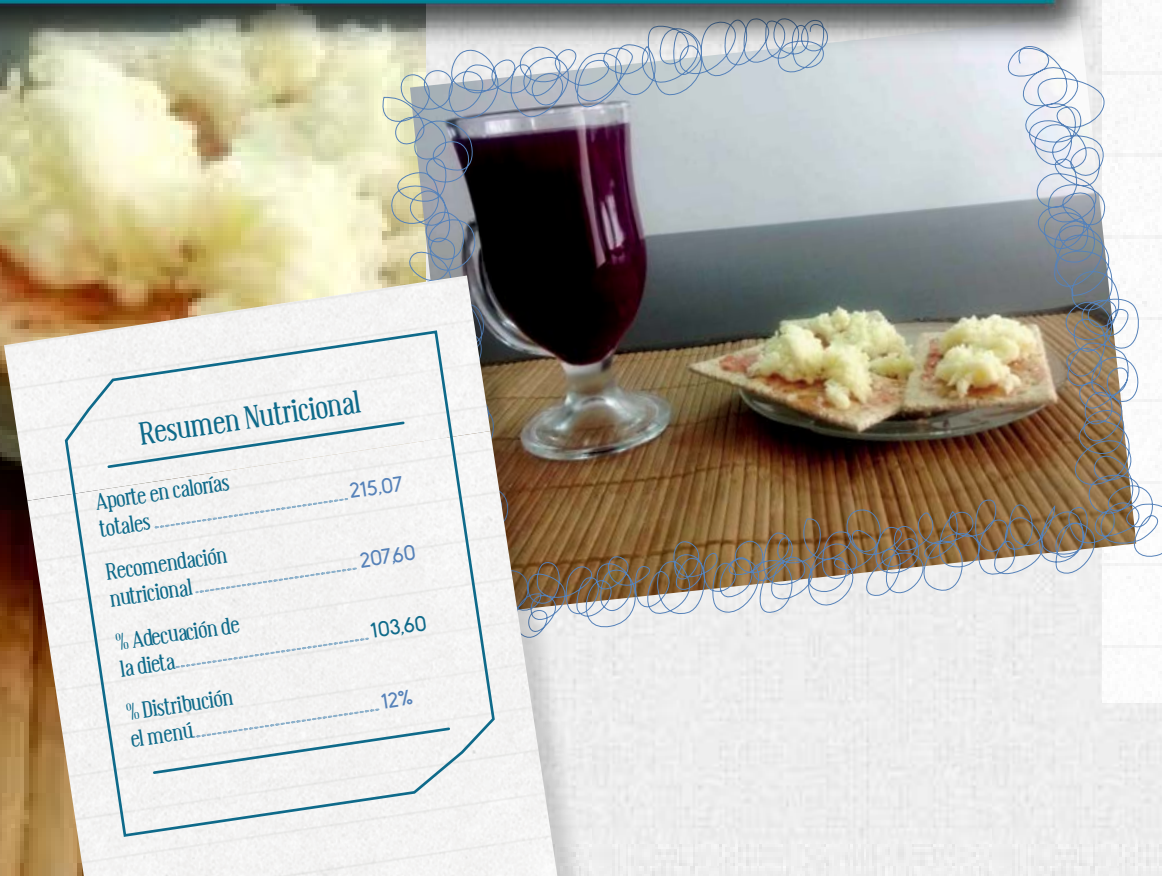 Resumen Nutricional
Aporte en calorías
totales 215,07
Recomendación
nutricional 207,60
% Adecuación de
la dieta 103,60
% Distribución
el menú 12%